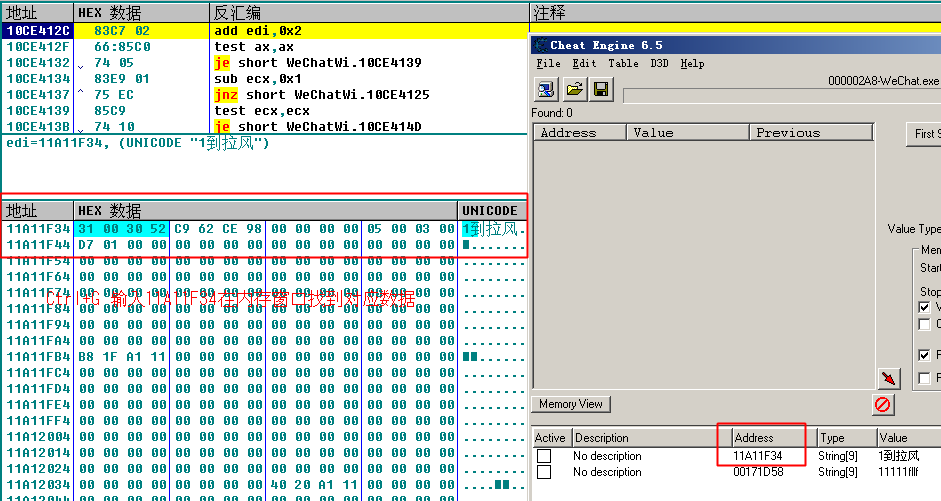 地址 HEX 数据 反汇编 注释
10CE412C 83C7 02 add edi,0x2
10CE412F 66:85C0 test ax,ax
10CE4132 74 05 je short WeChatWi.10CE4139
10CE4134 83E9 01 sub ecx,0x1
10CE4137 ^ 75 EC jnz short WeChatWi.10CE4125
10CE4139 85C9 test ecx,ecx
10CE413B 74 10 je short WeChatWi.10CE414D
edi=11A11F34, (UNICODE "1到拉风")
地址 HEX 数据 UNICODE
11A11F34 31 00 30 52 C9 62 CE 98 00 00 00 00 05 00 03 00 1到拉风.
11A11F44 D7 01 00 00 00 00 00 00 00 00 00 00 00 00 00 00
11A11F54 00 00 00 00 00 00 00 00 00 00 00 00 00 00 00 00
11A11F64 00 00 00 00 00 00 00 00 00 00 00 00 00 00 00 00
11A11F74 00 00 00 00 00 00 00 00 00 00 00 00 00 00 00 00
Ctrl+G 输入11A11F34在内存窗口找到对应数据
11A11F84 00 00 00 00 00 00 00 00 00 00 00 00 00 00 00 00
11A11F94 00 00 00 00 00 00 00 00 00 00 00 00 00 00 00 00
11A11FA4 00 00 00 00 00 00 00 00 00 00 00 00 00 00 00 00
11A11FB4 B8 1F A1 11 00 00 00 00 00 00 00 00 00 00 00 00
11A11FC4 00 00 00 00 00 00 00 00 00 00 00 00 00 00 00 00
11A11FD4 00 00 00 00 00 00 00 00 00 00 00 00 00 00 00 00
11A11FE4 00 00 00 00 00 00 00 00 00 00 00 00 00 00 00 00
11A11FF4 00 00 00 00 00 00 00 00 00 00 00 00 00 00 00 00
11A12004 00 00 00 00 00 00 00 00 00 00 00 00 00 00 00 00
11A12014 00 00 00 00 00 00 00 00 00 00 00 00 00 00 00 00
11A12024 00 00 00 00 00 00 00 00 00 00 00 00 00 00 00 00
11A12034 00 00 00 00 00 00 00 00 40 20 A1 11 00 00 00 00
Cheat Engine 6.5
File Edit Table D3D Help
000002A8-WeChat.exe
Found: 0
Address Value Previous
First S
Value Type
Mem
Start
Stop
Memory View
Active Description Address Type Value
No description 11A11F34 String[9] 1到拉风
No description 00171D58 String[9] 11111fllf